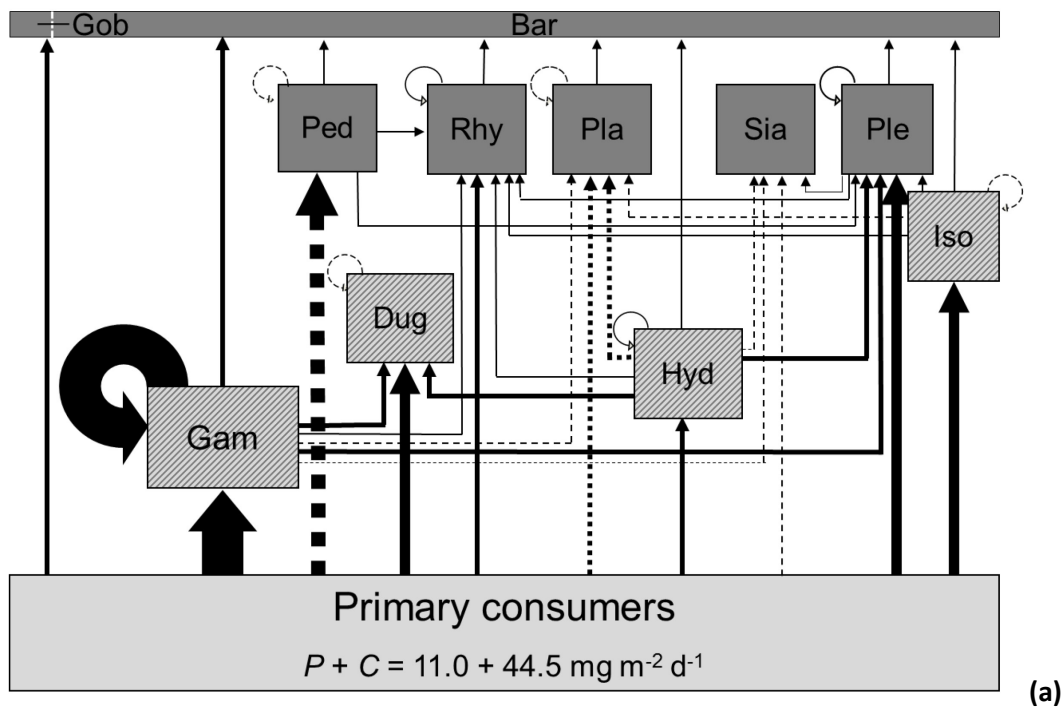 Gob Bar
Ped Rhy Pla Sia Ple
Iso
Dug
Hyd
Gam
Primary consumers
P + C = 11.0 + 44.5 mg m⁻² d⁻¹
(a)